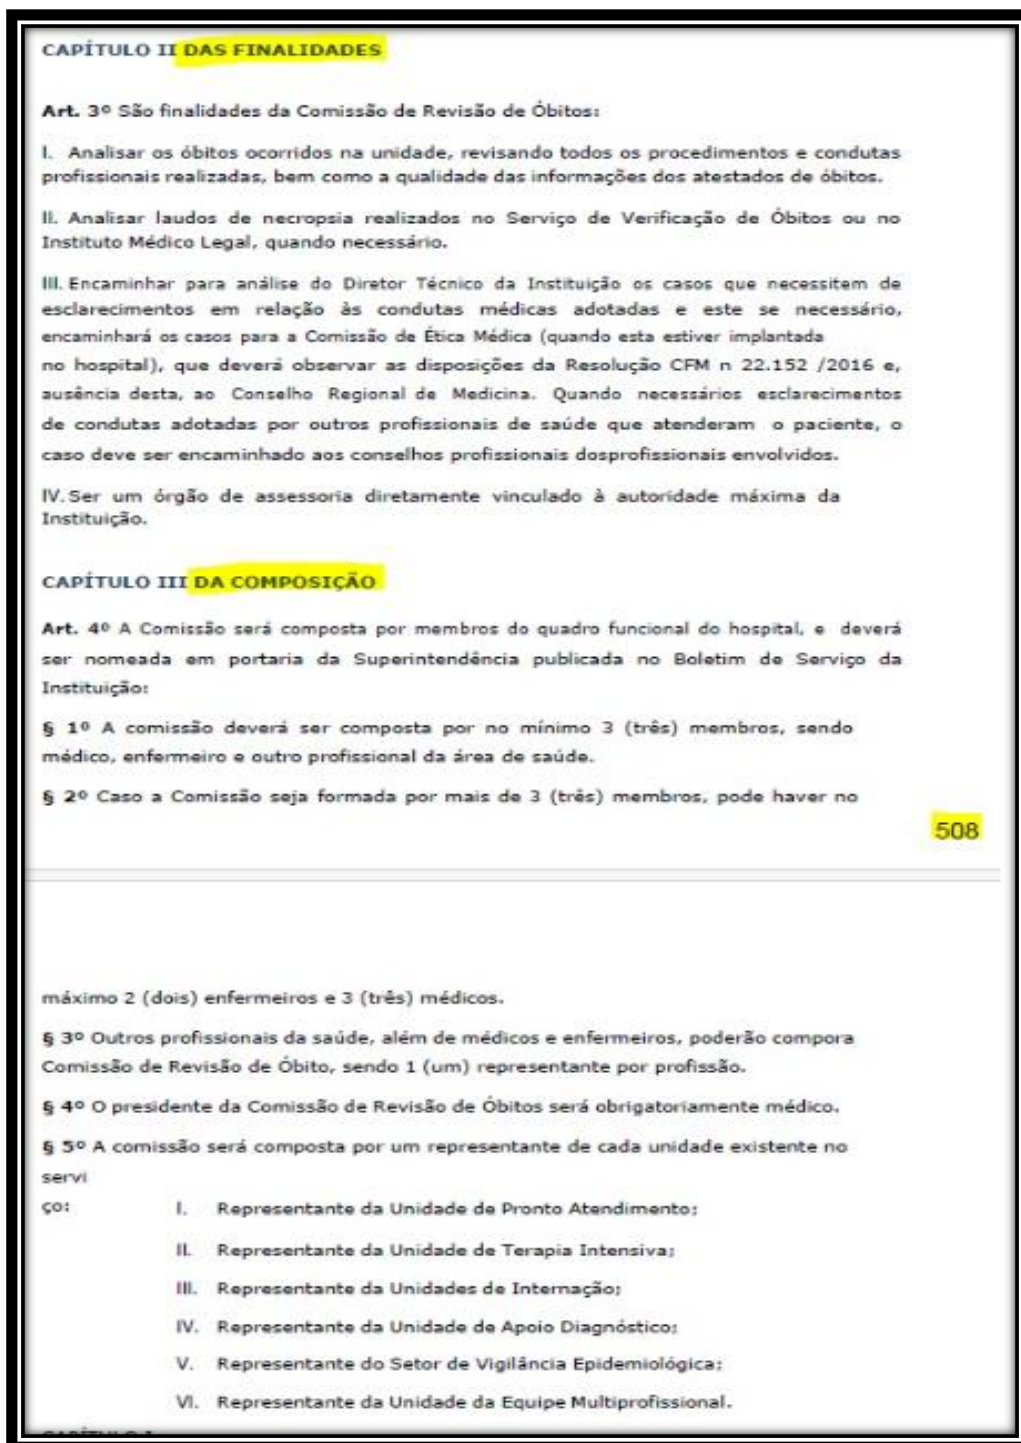 CAPÍTULO II DAS FINALIDADES
Art. 3º São finalidades da Comissão de Revisão de Óbitos:
I. Analisar os óbitos ocorridos na unidade, revisando todos os procedimentos e condutas
profissionais realizadas, bem como a qualidade das informações dos atestados de óbitos.
II. Analisar laudos de necropsia realizados no Serviço de Verificação de Óbitos ou no
Instituto Médico Legal, quando necessário.
III. Encaminhar para análise do Diretor Técnico da Instituição os casos que necessitem de
esclarecimentos em relação às condutas médicas adotadas e este se necessário,
encaminhará os casos para a Comissão de Ética Médica (quando esta estiver implantada
no hospital), que deverá observar as disposições da Resolução CFM n 22.152 /2016 e,
ausência desta, ao Conselho Regional de Medicina. Quando necessários esclarecimentos
de condutas adotadas por outros profissionais de saúde que atenderam o paciente, o
caso deve ser encaminhado aos conselhos profissionais dosprofissionais envolvidos.
IV. Ser um órgão de assessoria diretamente vinculado à autoridade máxima da
Instituição.
CAPÍTULO III DA COMPOSIÇÃO
Art. 4º A Comissão será composta por membros do quadro funcional do hospital, e deverá
ser nomeada em portaria da Superintendência publicada no Boletim de Serviço da
Instituição:
§ 1º A comissão deverá ser composta por no mínimo 3 (três) membros, sendo
médico, enfermeiro e outro profissional da área de saúde.
§ 2º Caso a Comissão seja formada por mais de 3 (três) membros, pode haver no
508
máximo 2 (dois) enfermeiros e 3 (três) médicos.
§ 3º Outros profissionais da saúde, além de médicos e enfermeiros, poderão compora
Comissão de Revisão de Óbito, sendo 1 (um) representante por profissão.
§ 4º O presidente da Comissão de Revisão de Óbitos será obrigatoriamente médico.
§ 5º A comissão será composta por um representante de cada unidade existente no
servi
ço: I. Representante da Unidade de Pronto Atendimento;
II. Representante da Unidade de Terapia Intensiva;
III. Representante da Unidades de Internação;
IV. Representante da Unidade de Apoio Diagnóstico;
V. Representante do Setor de Vigilância Epidemiológica;
VI. Representante da Unidade da Equipe Multiprofissional.